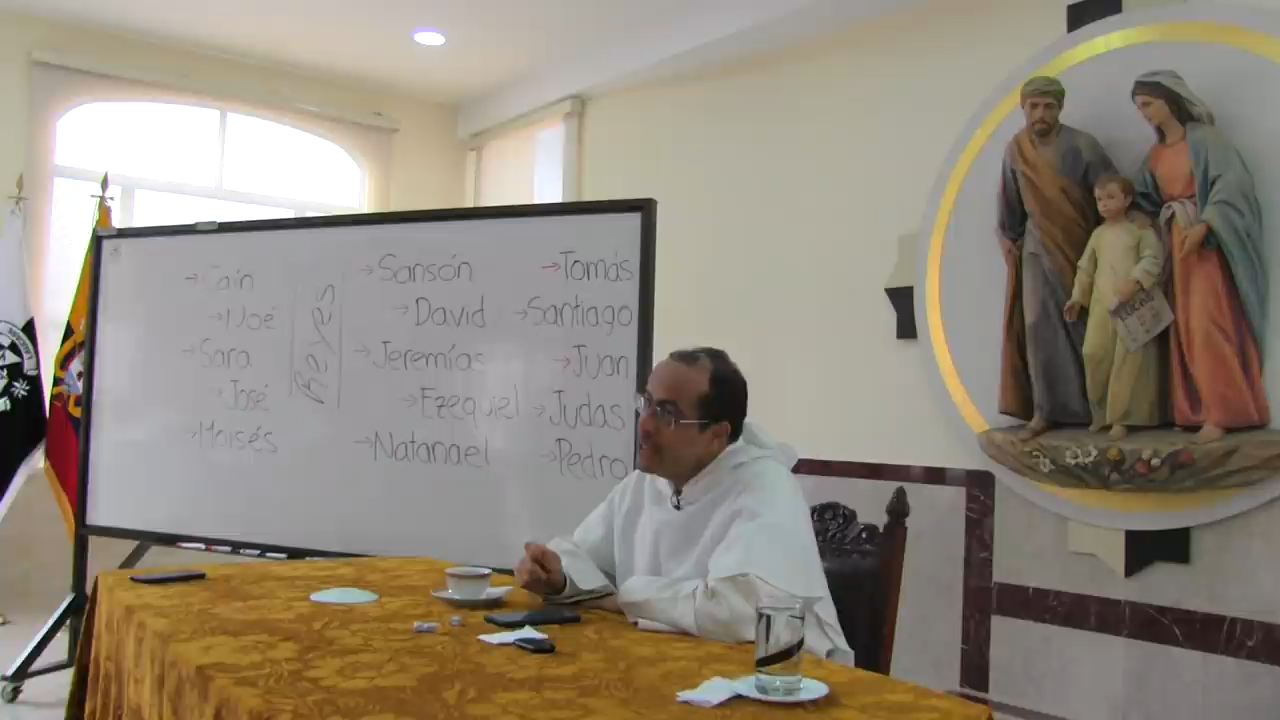 → Caín
→ Noé
→ Sara
→ José
→ Moisés
Reyes
→ Sansón
→ David
→ Jeremías
→ Ezequiel
→ Natanael
→ Tomás
→ Santiago
→ Juan
→ Judas
→ Pedro